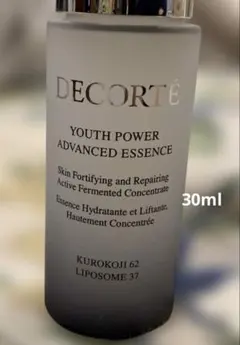 DECORTÉ
YOUTH POWER
ADVANCED ESSENCE
Skin Fortifying and Repairing
Active Fermented Concentrate
30ml
Essence Hydratante et Liftante,
Hautement Concentrée
KUROKOJI 62
LIPOSOME 37